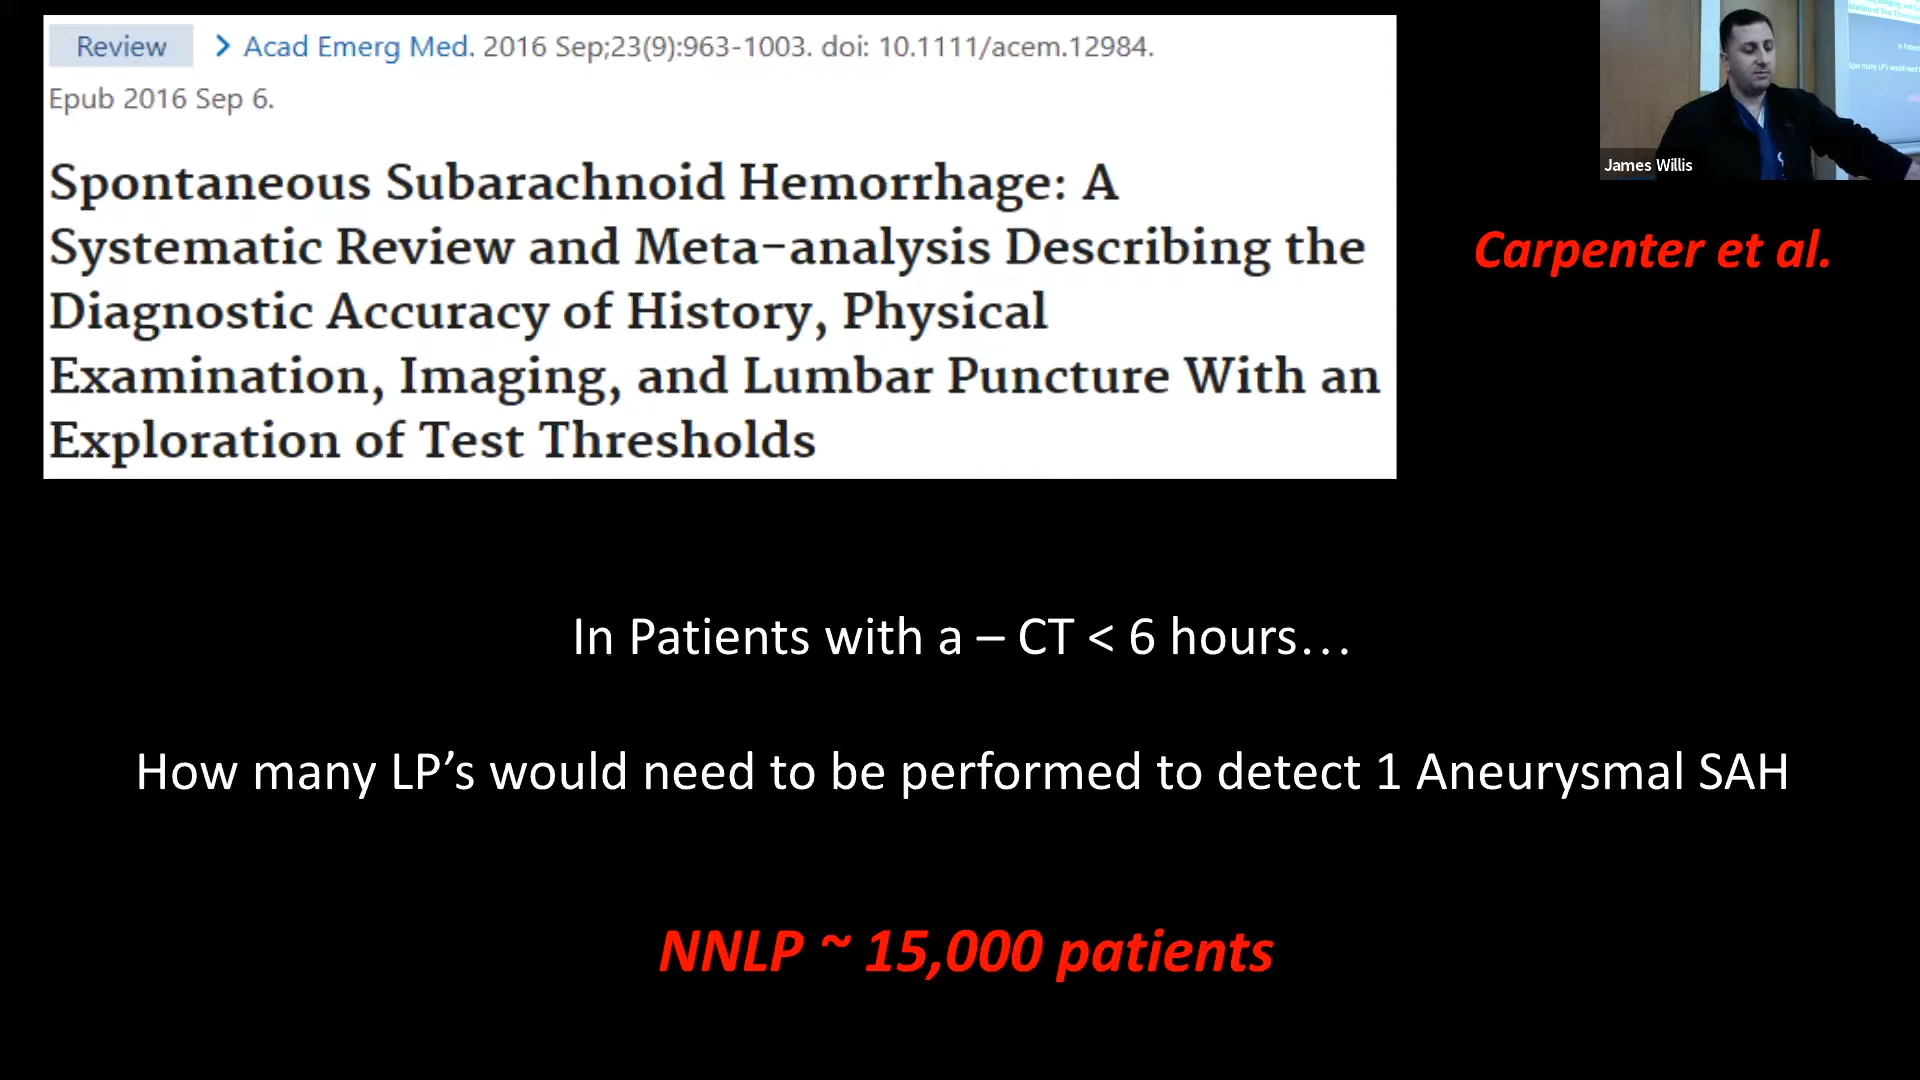 Review > Acad Emerg Med. 2016 Sep;23(9):963-1003. doi: 10.1111/acem.12984.
Epub 2016 Sep 6.
Spontaneous Subarachnoid Hemorrhage: A
Systematic Review and Meta-analysis Describing the
Diagnostic Accuracy of History, Physical
Examination, Imaging, and Lumbar Puncture With an
Exploration of Test Thresholds
James Willis
Carpenter et al.
In Patients with a – CT < 6 hours…
How many LP’s would need to be performed to detect 1 Aneurysmal SAH
NNLP ~ 15,000 patients